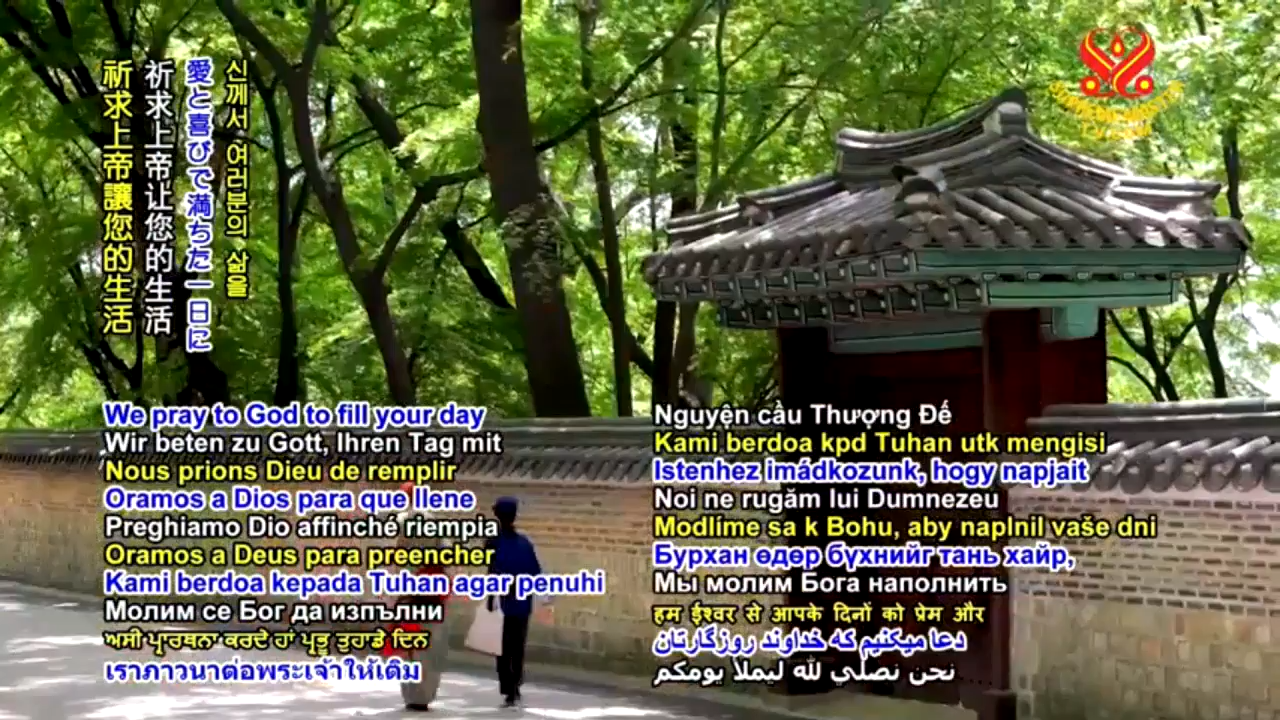 신께서 여러분의 삶을
愛と喜びで満ちた一日に
祈求上帝让您的生活
祈求上帝讓您的生活
We pray to God to fill your day
Wir beten zu Gott, Ihren Tag mit
Nous prions Dieu de remplir
Oramos a Dios para que llene
Preghiamo Dio affinché riempia
Oramos a Deus para preencher
Kami berdoa kepada Tuhan agar penuhi
Молим се Бог да изпълни
ਅਸੀ ਪ੍ਰਾਰਥਨਾ ਕਰਦੇ ਹਾਂ ਪ੍ਰਭੂ ਤੁਹਾਡੇ ਦਿਨ
เราภาวนาต่อพระเจ้าให้เติม
Nguyện cầu Thượng Đế
Kami berdoa kpd Tuhan utk mengisi
Istenhez imádkozunk, hogy napjait
Noi ne rugăm lui Dumnezeu
Modlíme sa k Bohu, aby naplnil vaše dni
Бурхан өдөр бүхнийг тань хайр,
Мы молим Бога наполнить
हम ईश्वर से आपके दिनों को प्रेम और
دعا میکنیم که خداوند روزگارتان
نحن نصلي لله ليملأ يومكم